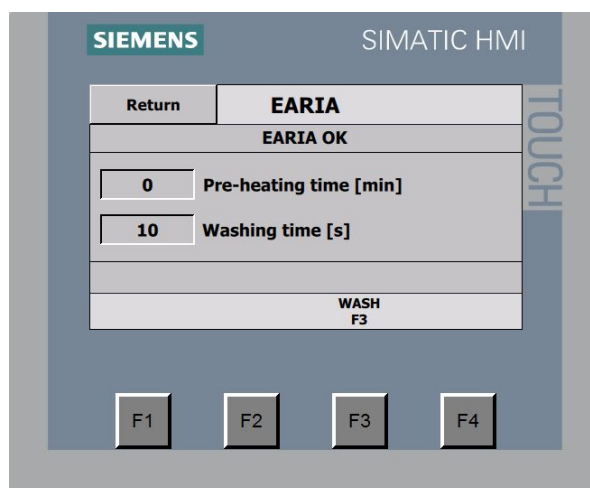 SIEMENS SIMATIC HMI
TOUCH
Return EARIA
EARIA OK
0 Pre-heating time [min]
10 Washing time [s]
WASH
F3
F1 F2 F3 F4